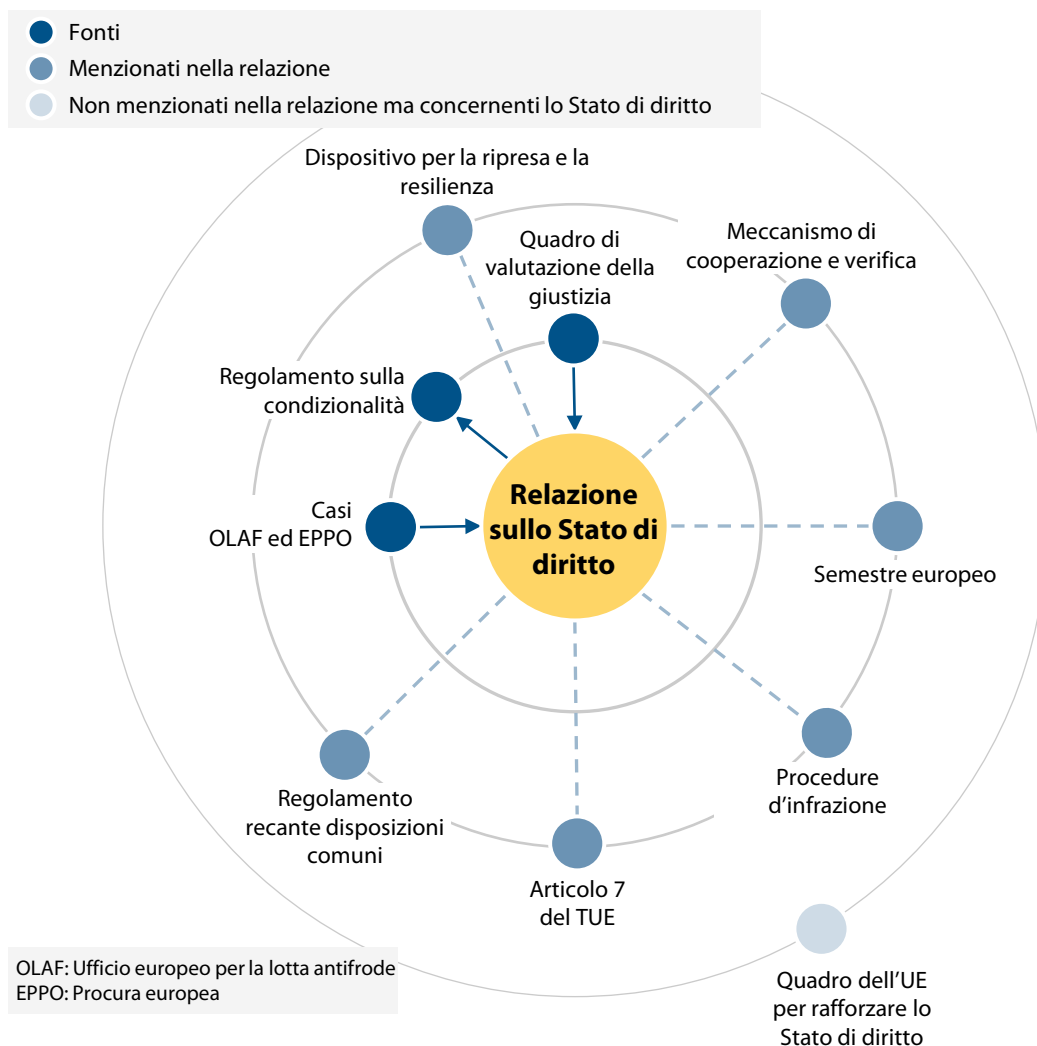 Fonti
Menzionati nella relazione
Non menzionati nella relazione ma concernenti lo Stato di diritto
Dispositivo per la ripresa e la
resilienza
Quadro di
valutazione della
giustizia
Meccanismo di
cooperazione e verifica
Regolamento sulla
condizionalità
Casi
OLAF ed EPPO
Relazione
sullo Stato di
diritto
Semestre europeo
Procedure
d’infrazione
Regolamento
recante disposizioni
comuni
Articolo 7
del TUE
Quadro dell’UE
per rafforzare lo
Stato di diritto
OLAF: Ufficio europeo per la lotta antifrode
EPPO: Procura europea